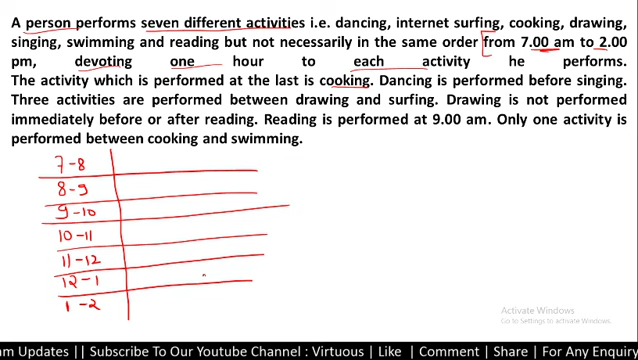 A person performs seven different activities i.e. dancing, internet surfing, cooking, drawing,
singing, swimming and reading but not necessarily in the same order from 7.00 am to 2.00
pm, devoting one hour to each activity he performs.
The activity which is performed at the last is cooking. Dancing is performed before singing.
Three activities are performed between drawing and surfing. Drawing is not performed
immediately before or after reading. Reading is performed at 9.00 am. Only one activity is
performed between cooking and swimming.
7-8
8-9
9-10
10-11
11-12
12-1
1-2
Activate Windows
Go to Settings to activate Windows.
am Updates || Subscribe To Our Youtube Channel : Virtuous | Like | Comment | Share | For Any Enquiry